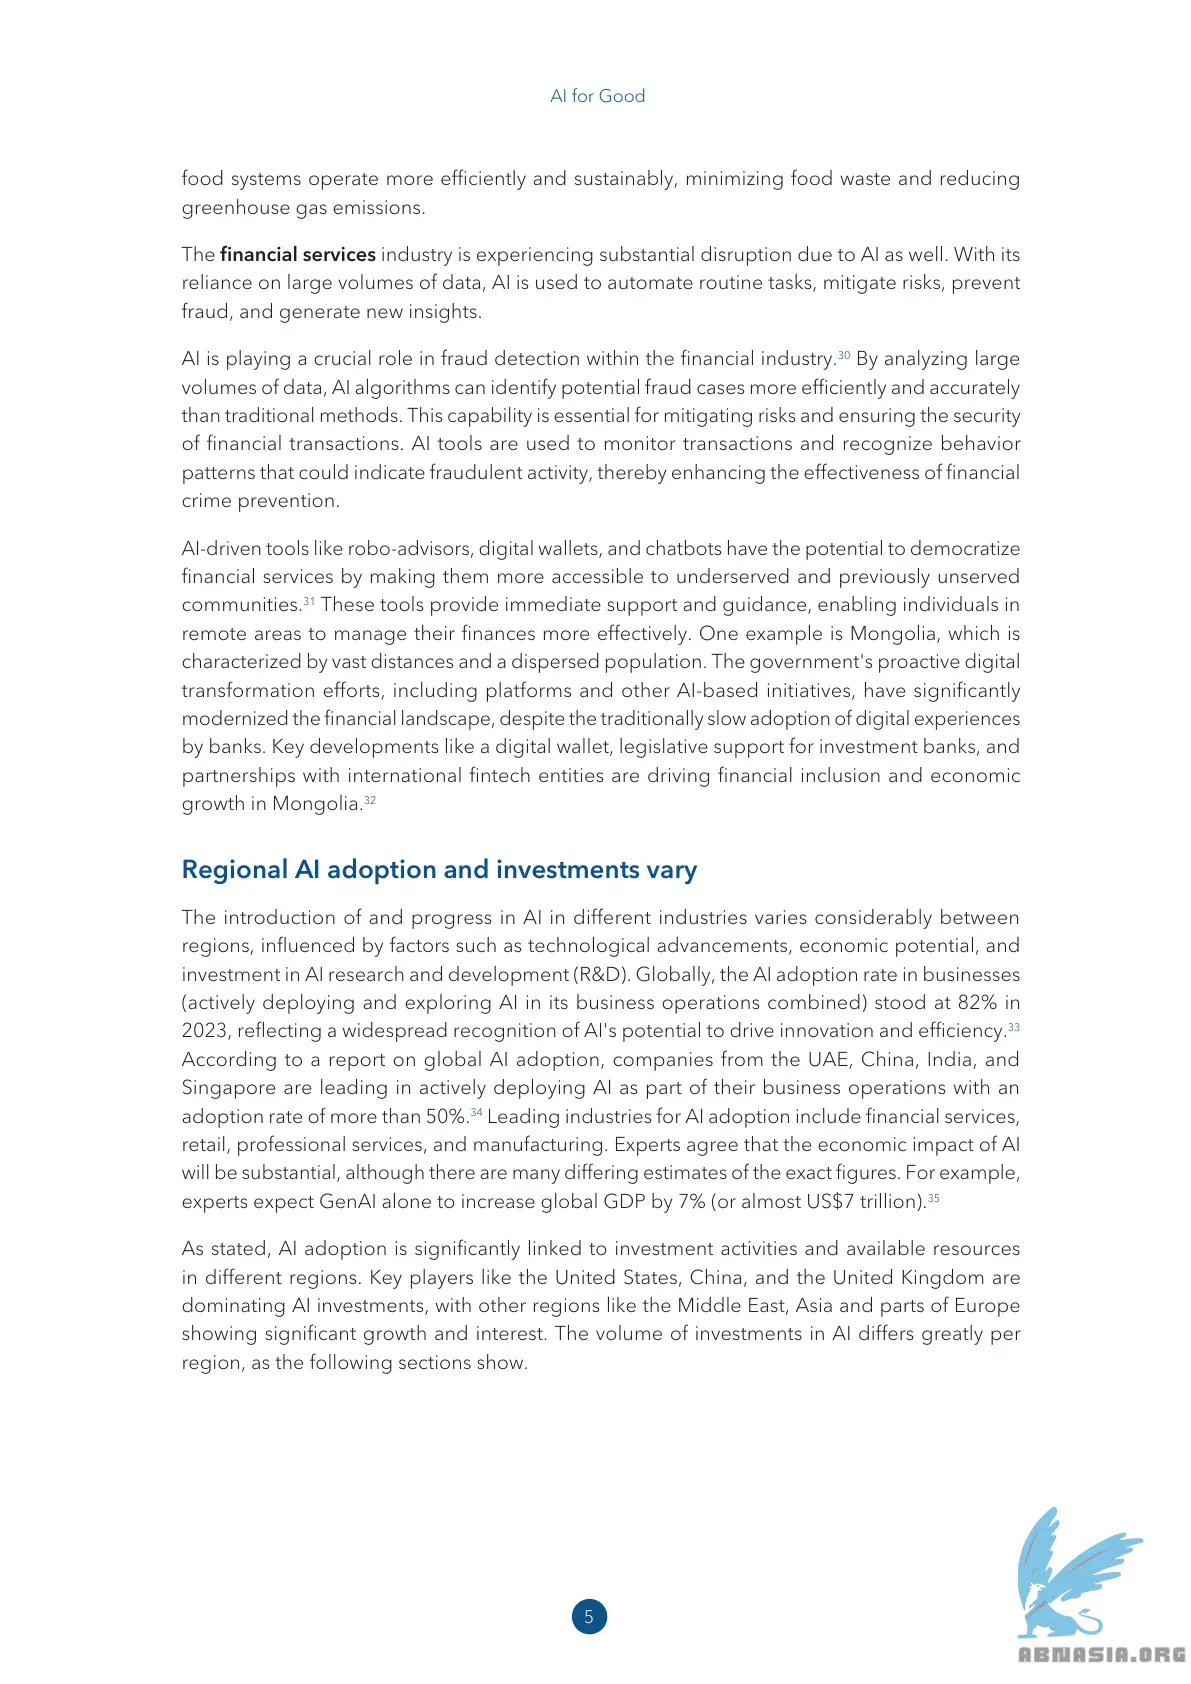 AI for Good
food systems operate more efficiently and sustainably, minimizing food waste and reducing
greenhouse gas emissions.
The financial services industry is experiencing substantial disruption due to AI as well. With its
reliance on large volumes of data, AI is used to automate routine tasks, mitigate risks, prevent
fraud, and generate new insights.
AI is playing a crucial role in fraud detection within the financial industry.30 By analyzing large
volumes of data, AI algorithms can identify potential fraud cases more efficiently and accurately
than traditional methods. This capability is essential for mitigating risks and ensuring the security
of financial transactions. AI tools are used to monitor transactions and recognize behavior
patterns that could indicate fraudulent activity, thereby enhancing the effectiveness of financial
crime prevention.
AI-driven tools like robo-advisors, digital wallets, and chatbots have the potential to democratize
financial services by making them more accessible to underserved and previously unserved
communities.31 These tools provide immediate support and guidance, enabling individuals in
remote areas to manage their finances more effectively. One example is Mongolia, which is
characterized by vast distances and a dispersed population. The government's proactive digital
transformation efforts, including platforms and other AI-based initiatives, have significantly
modernized the financial landscape, despite the traditionally slow adoption of digital experiences
by banks. Key developments like a digital wallet, legislative support for investment banks, and
partnerships with international fintech entities are driving financial inclusion and economic
growth in Mongolia.32
Regional AI adoption and investments vary
The introduction of and progress in AI in different industries varies considerably between
regions, influenced by factors such as technological advancements, economic potential, and
investment in AI research and development (R&D). Globally, the AI adoption rate in businesses
(actively deploying and exploring AI in its business operations combined) stood at 82% in
2023, reflecting a widespread recognition of AI's potential to drive innovation and efficiency.33
According to a report on global AI adoption, companies from the UAE, China, India, and
Singapore are leading in actively deploying AI as part of their business operations with an
adoption rate of more than 50%.34 Leading industries for AI adoption include financial services,
retail, professional services, and manufacturing. Experts agree that the economic impact of AI
will be substantial, although there are many differing estimates of the exact figures. For example,
experts expect GenAI alone to increase global GDP by 7% (or almost US$7 trillion).35
As stated, AI adoption is significantly linked to investment activities and available resources
in different regions. Key players like the United States, China, and the United Kingdom are
dominating AI investments, with other regions like the Middle East, Asia and parts of Europe
showing significant growth and interest. The volume of investments in AI differs greatly per
region, as the following sections show.
5
ABNASIA.ORG